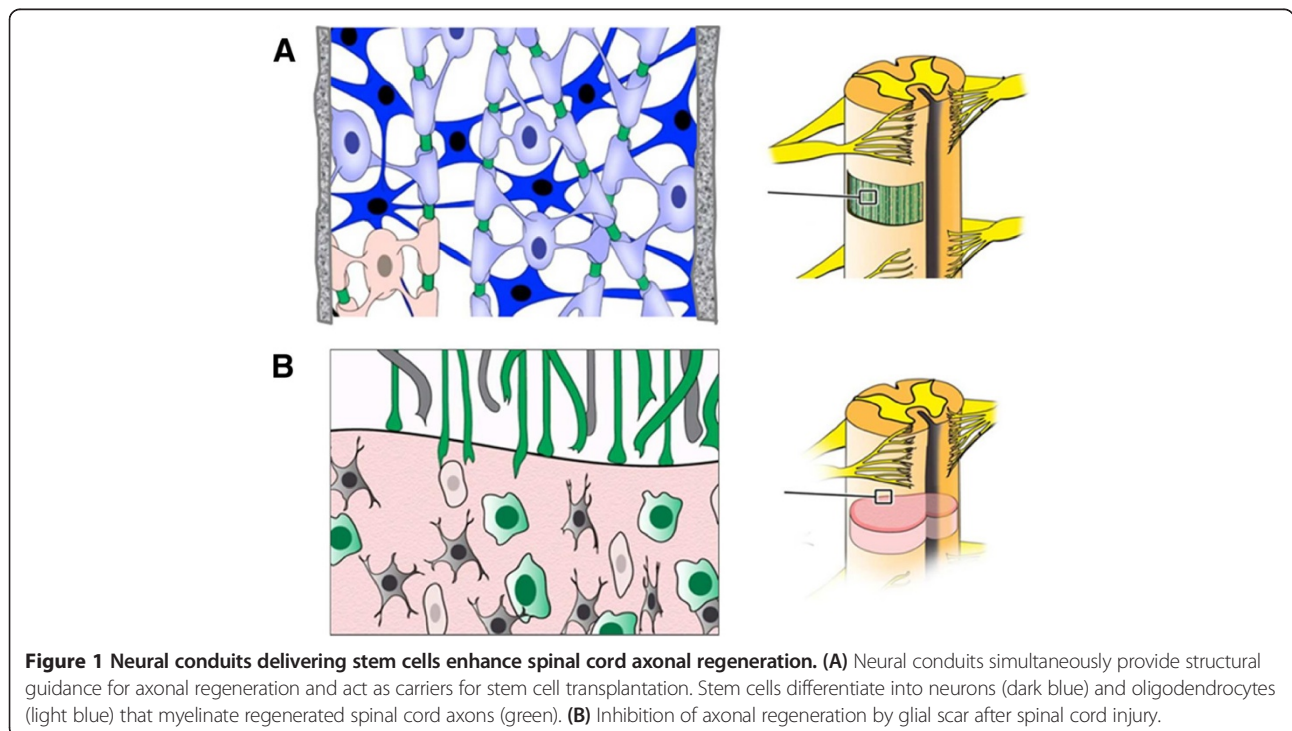 A
B
Figure 1 Neural conduits delivering stem cells enhance spinal cord axonal regeneration. (A) Neural conduits simultaneously provide structural
guidance for axonal regeneration and act as carriers for stem cell transplantation. Stem cells differentiate into neurons (dark blue) and oligodendrocytes
(light blue) that myelinate regenerated spinal cord axons (green). (B) Inhibition of axonal regeneration by glial scar after spinal cord injury.